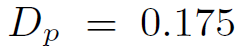 D_p = 0.175